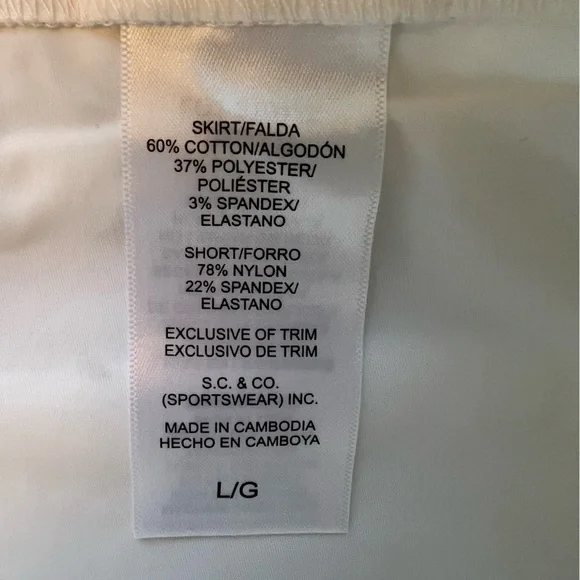 SKIRT/FALDA
60% COTTON/ALGODÓN
37% POLYESTER/
POLIÉSTER
3% SPANDEX/
ELASTANO
SHORT/FORRO
78% NYLON
22% SPANDEX/
ELASTANO
EXCLUSIVE OF TRIM
EXCLUSIVO DE TRIM
S.C. & CO.
(SPORTSWEAR) INC.
MADE IN CAMBODIA
HECHO EN CAMBOYA
L/G